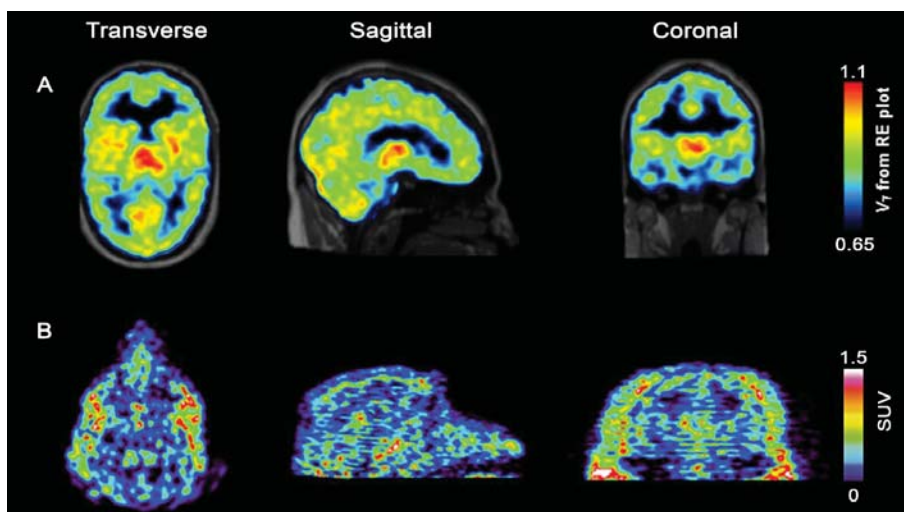 Transverse Sagittal Coronal
A
1.1
V_T from RE plot
0.65
B
1.5
SUV
0